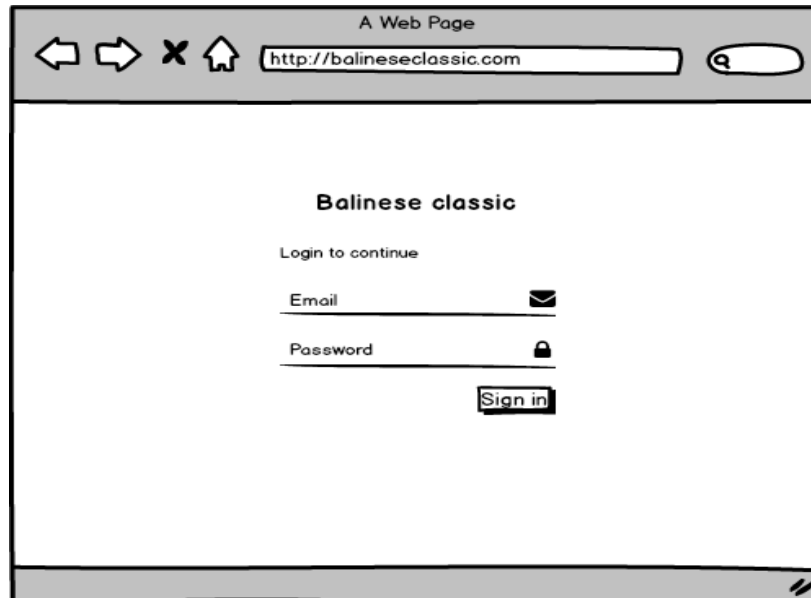 A Web Page
http://balineseclassic.com
Balinese classic
Login to continue
Email
Password
Sign in